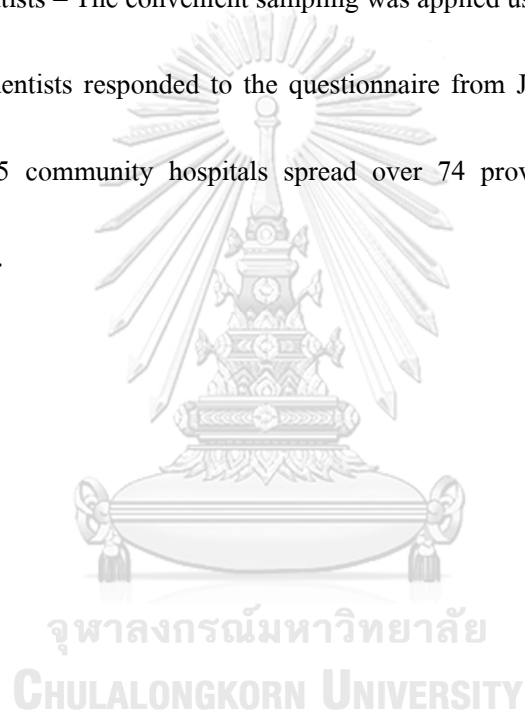 ntists – The convenient sampling was applied us
entists responded to the questionnaire from J
5 community hospitals spread over 74 prov
.
จุฬาลงกรณ์มหาวิทยาลัย
CHULALONGKORN UNIVERSITY